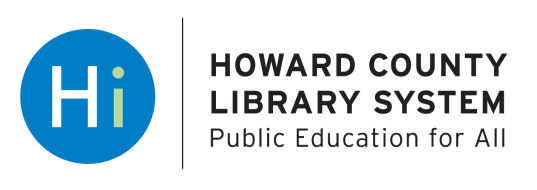 Hi
HOWARD COUNTY
LIBRARY SYSTEM
Public Education for All